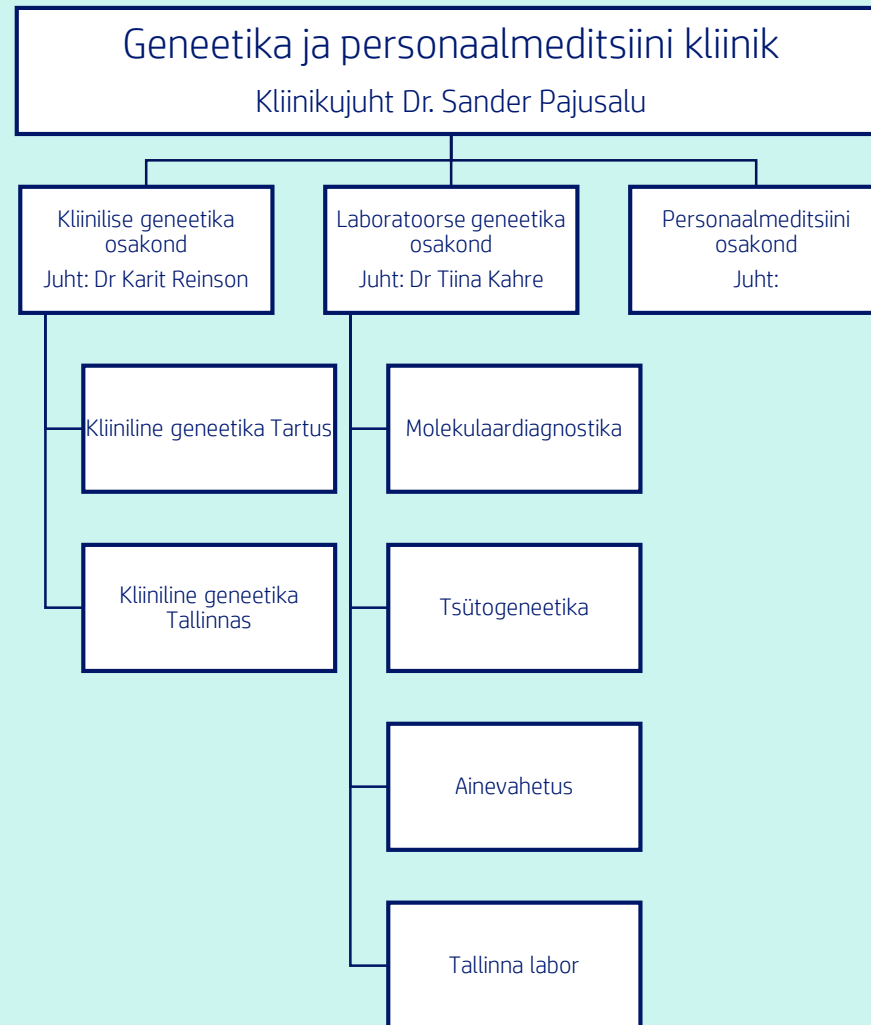 Geneetika ja personaalmeditsiini kliinik
Kliinikujuht Dr. Sander Pajusalu
Kliinilise geneetika
osakond
Juht: Dr Karit Reinson
Laboratoorse geneetika
osakond
Juht: Dr Tiina Kahre
Personaalmeditsiini
osakond
Juht:
Kliiniline geneetika Tartus
Kliiniline geneetika
Tallinnas
Molekulaardiagnostika
Tsütogeneetika
Ainevahetus
Tallinna labor